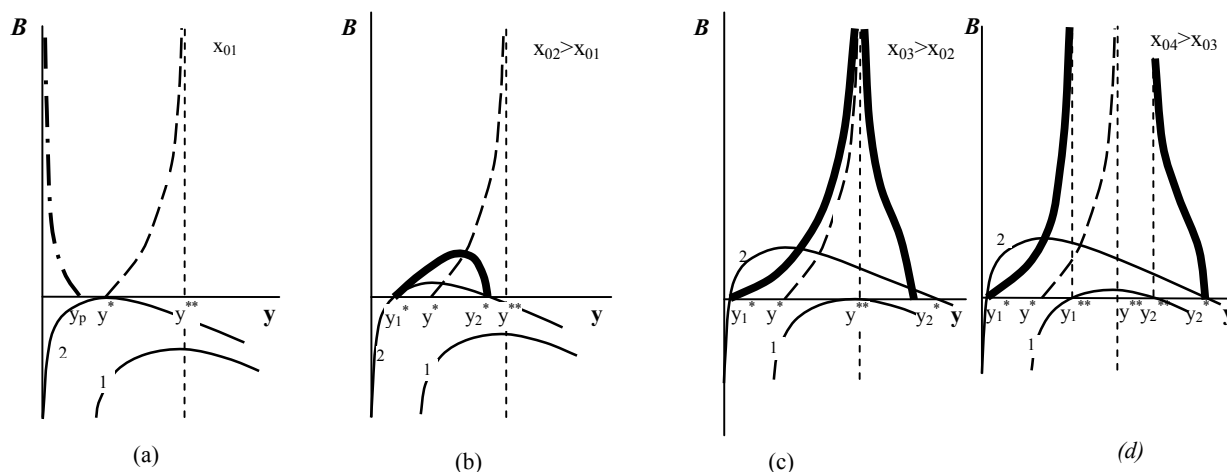 B
x01
yp y* y** y
2
1
(a)
B
x02>x01
y1* y* y2* y** y
2
1
(b)
B
x03>x02
2
y1* y* y** y2* y
1
(c)
B
x04>x03
2
y1* y* y1** y** y2** y2* y
1
(d)